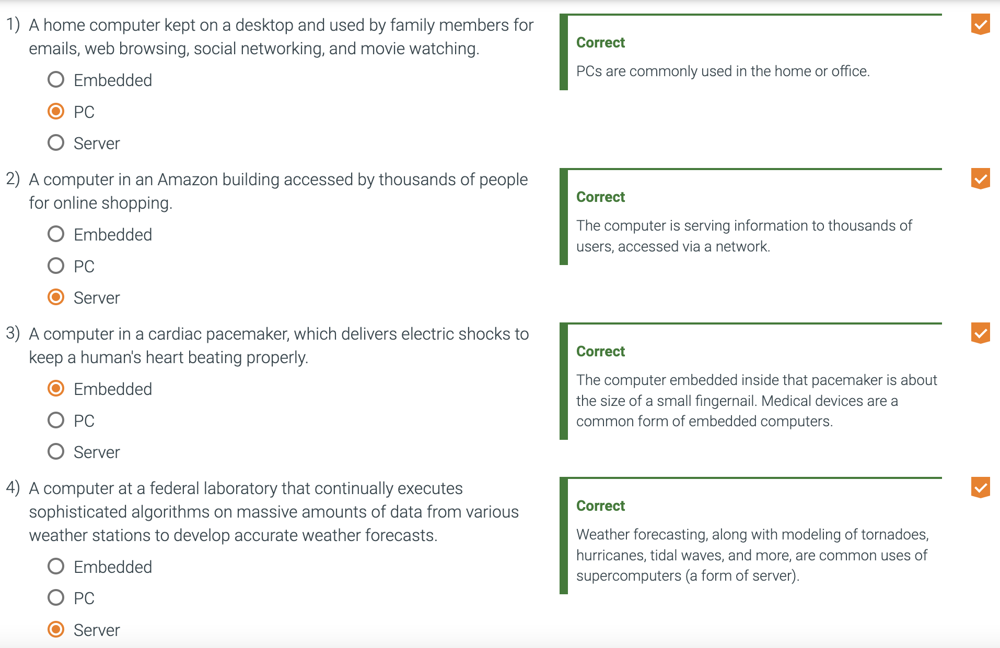 1) A home computer kept on a desktop and used by family members for
emails, web browsing, social networking, and movie watching.
Embedded
PC
Server
Correct
PCs are commonly used in the home or office.
2) A computer in an Amazon building accessed by thousands of people
for online shopping.
Embedded
PC
Server
Correct
The computer is serving information to thousands of
users, accessed via a network.
3) A computer in a cardiac pacemaker, which delivers electric shocks to
keep a human's heart beating properly.
Embedded
PC
Server
Correct
The computer embedded inside that pacemaker is about
the size of a small fingernail. Medical devices are a
common form of embedded computers.
4) A computer at a federal laboratory that continually executes
sophisticated algorithms on massive amounts of data from various
weather stations to develop accurate weather forecasts.
Embedded
PC
Server
Correct
Weather forecasting, along with modeling of tornadoes,
hurricanes, tidal waves, and more, are common uses of
supercomputers (a form of server).